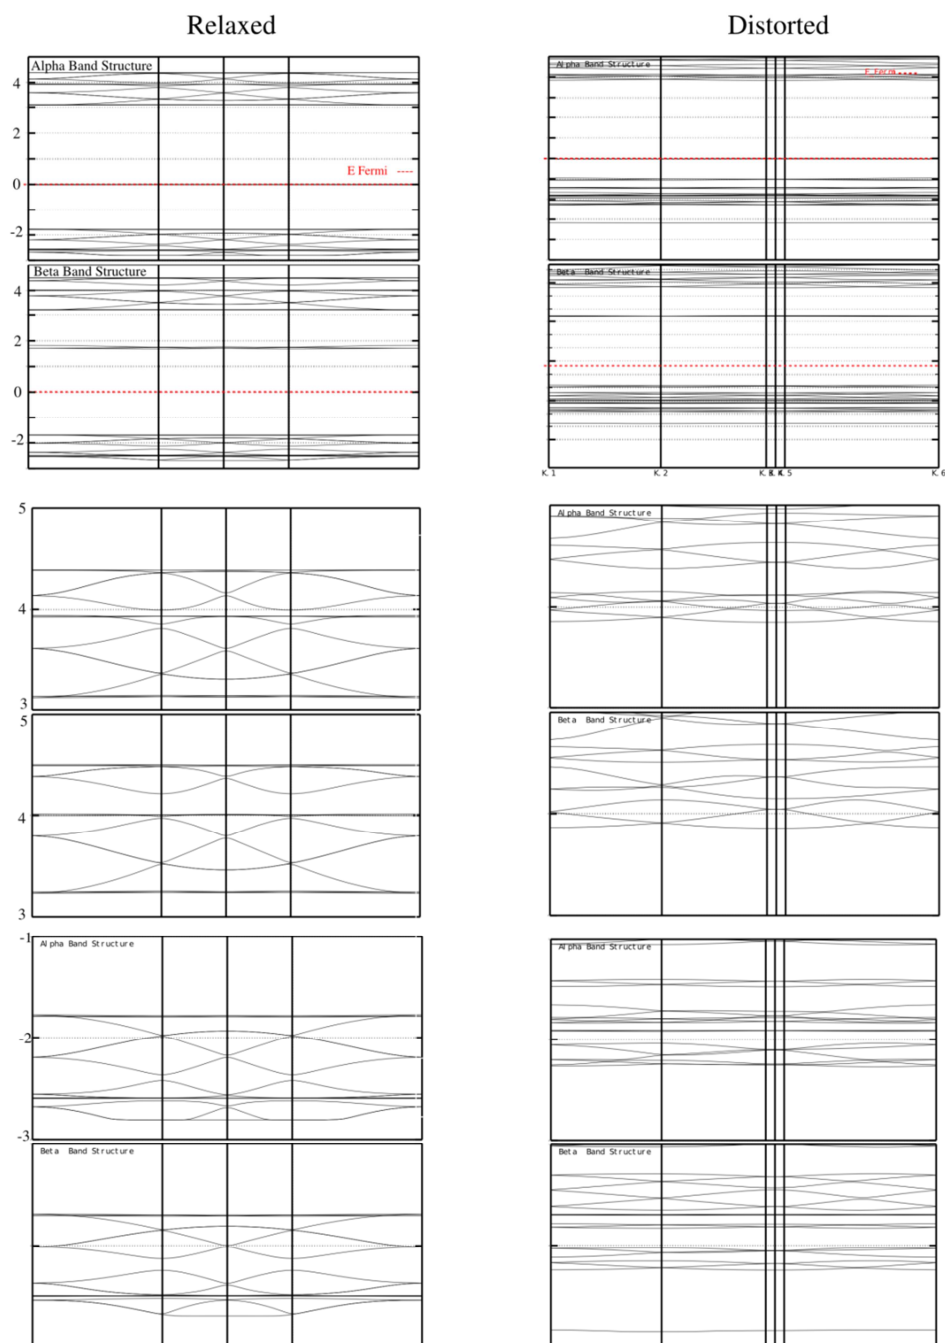 Relaxed
Distorted
Alpha Band Structure
4
2
E Fermi
0
-2
Beta Band Structure
4
2
0
-2
Alpha Band Structure
E Fermi
Beta Band Structure
K. 1
K. 2
K. 5
K. 6
5
4
3
5
4
3
Alpha Band Structure
Beta Band Structure
-1
Alpha Band Structure
-2
-3
Beta Band Structure
Alpha Band Structure
Beta Band Structure